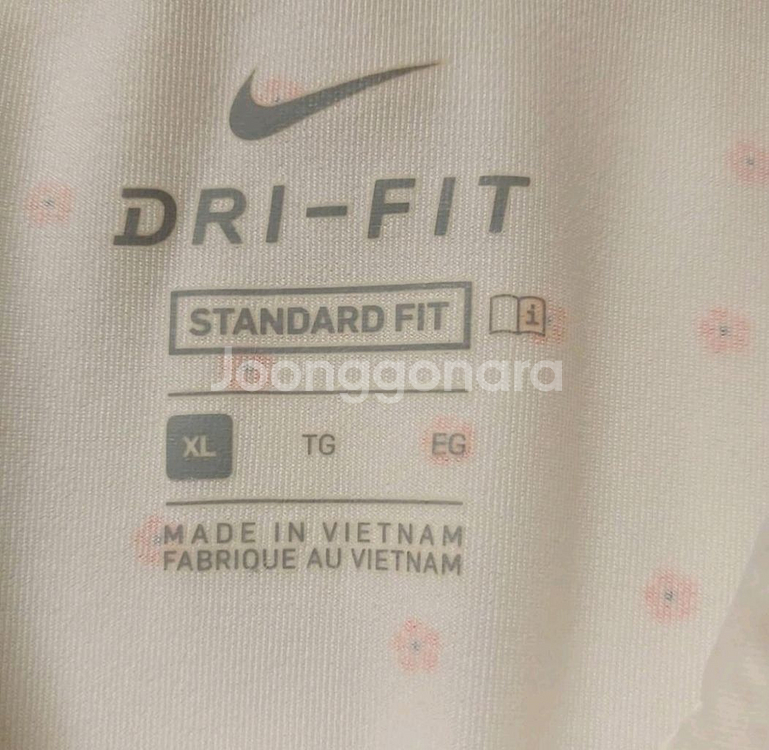 DRI-FIT
STANDARD FIT i
Joonggonara
XL TG EG
MADE IN VIETNAM
FABRIQUE AU VIETNAM